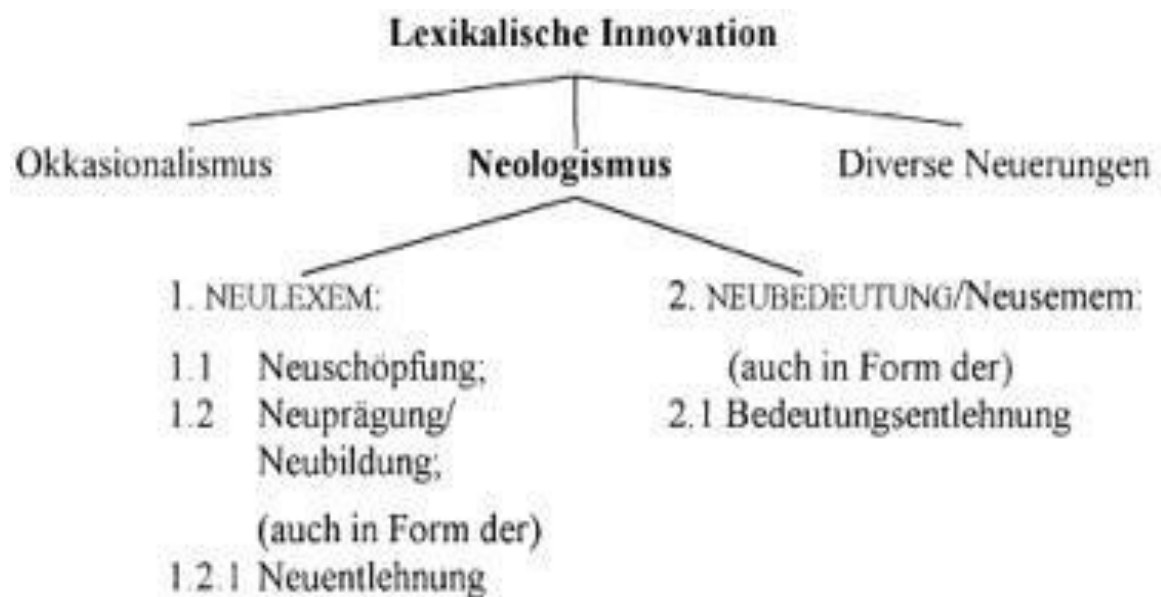 Lexikalische Innovation
Okkasionalismus Neologismus Diverse Neuerungen
1. NEULEXEM: 2. NEUBEDEUTUNG/Neusemem:
1.1 Neuschöpfung; (auch in Form der)
1.2 Neuprägung/ 2.1 Bedeutungsentlehnung
Neubildung;
(auch in Form der)
1.2.1 Neuentlehnung